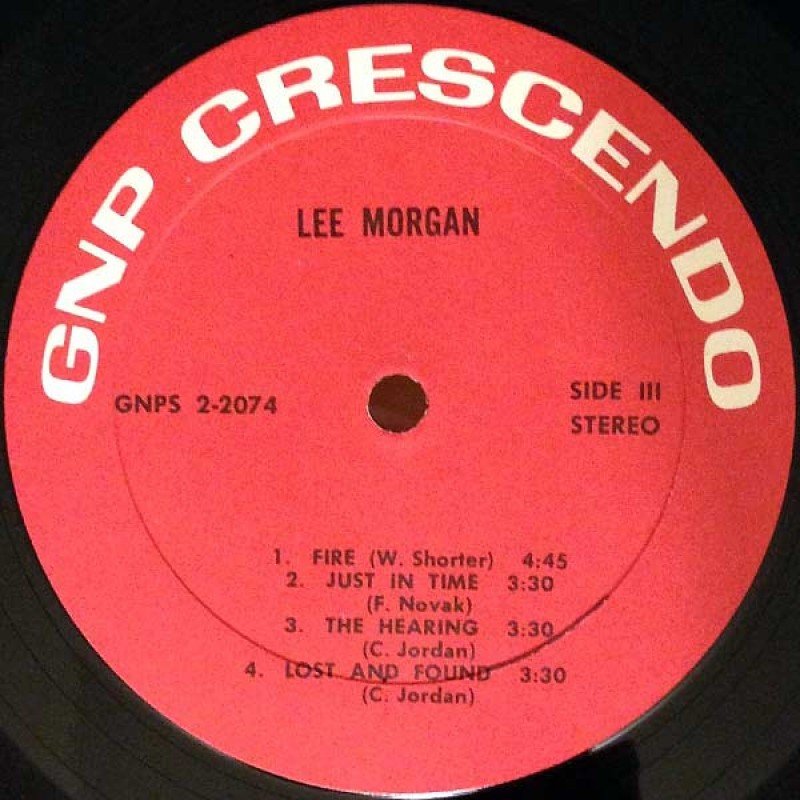 GNP CRESCENDO
LEE MORGAN
GNPS 2-2074
SIDE III
STEREO
1. FIRE (W. Shorter) 4:45
2. JUST IN TIME 3:30
(F. Novak)
3. THE HEARING 3:30
(C. Jordan)
4. LOST AND FOUND 3:30
(C. Jordan)